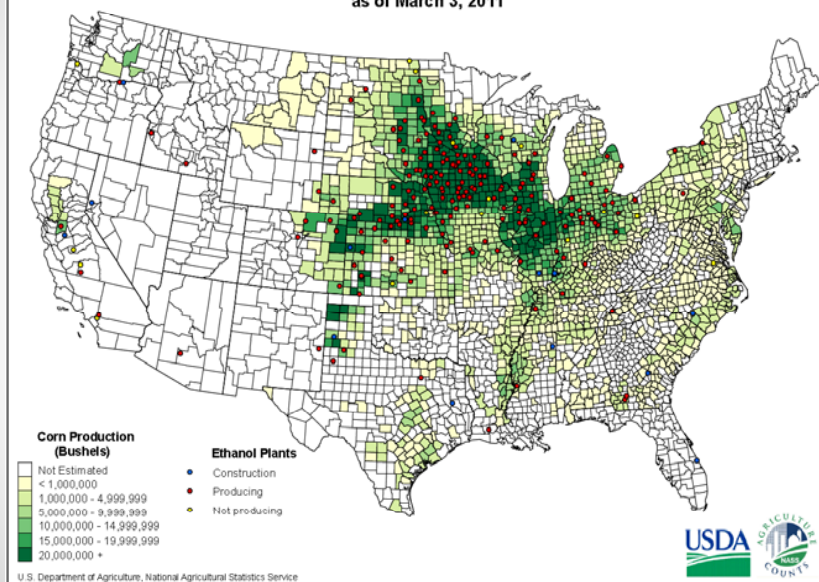 as of March 3, 2011
Corn Production
(Bushels)
Not Estimated
< 1,000,000
1,000,000 - 4,999,999
5,000,000 - 9,999,999
10,000,000 - 14,999,999
15,000,000 - 19,999,999
20,000,000 +
Ethanol Plants
Construction
Producing
Not producing
U.S. Department of Agriculture, National Agricultural Statistics Service
USDA
AGRICULTURE
NASS
COUNTS